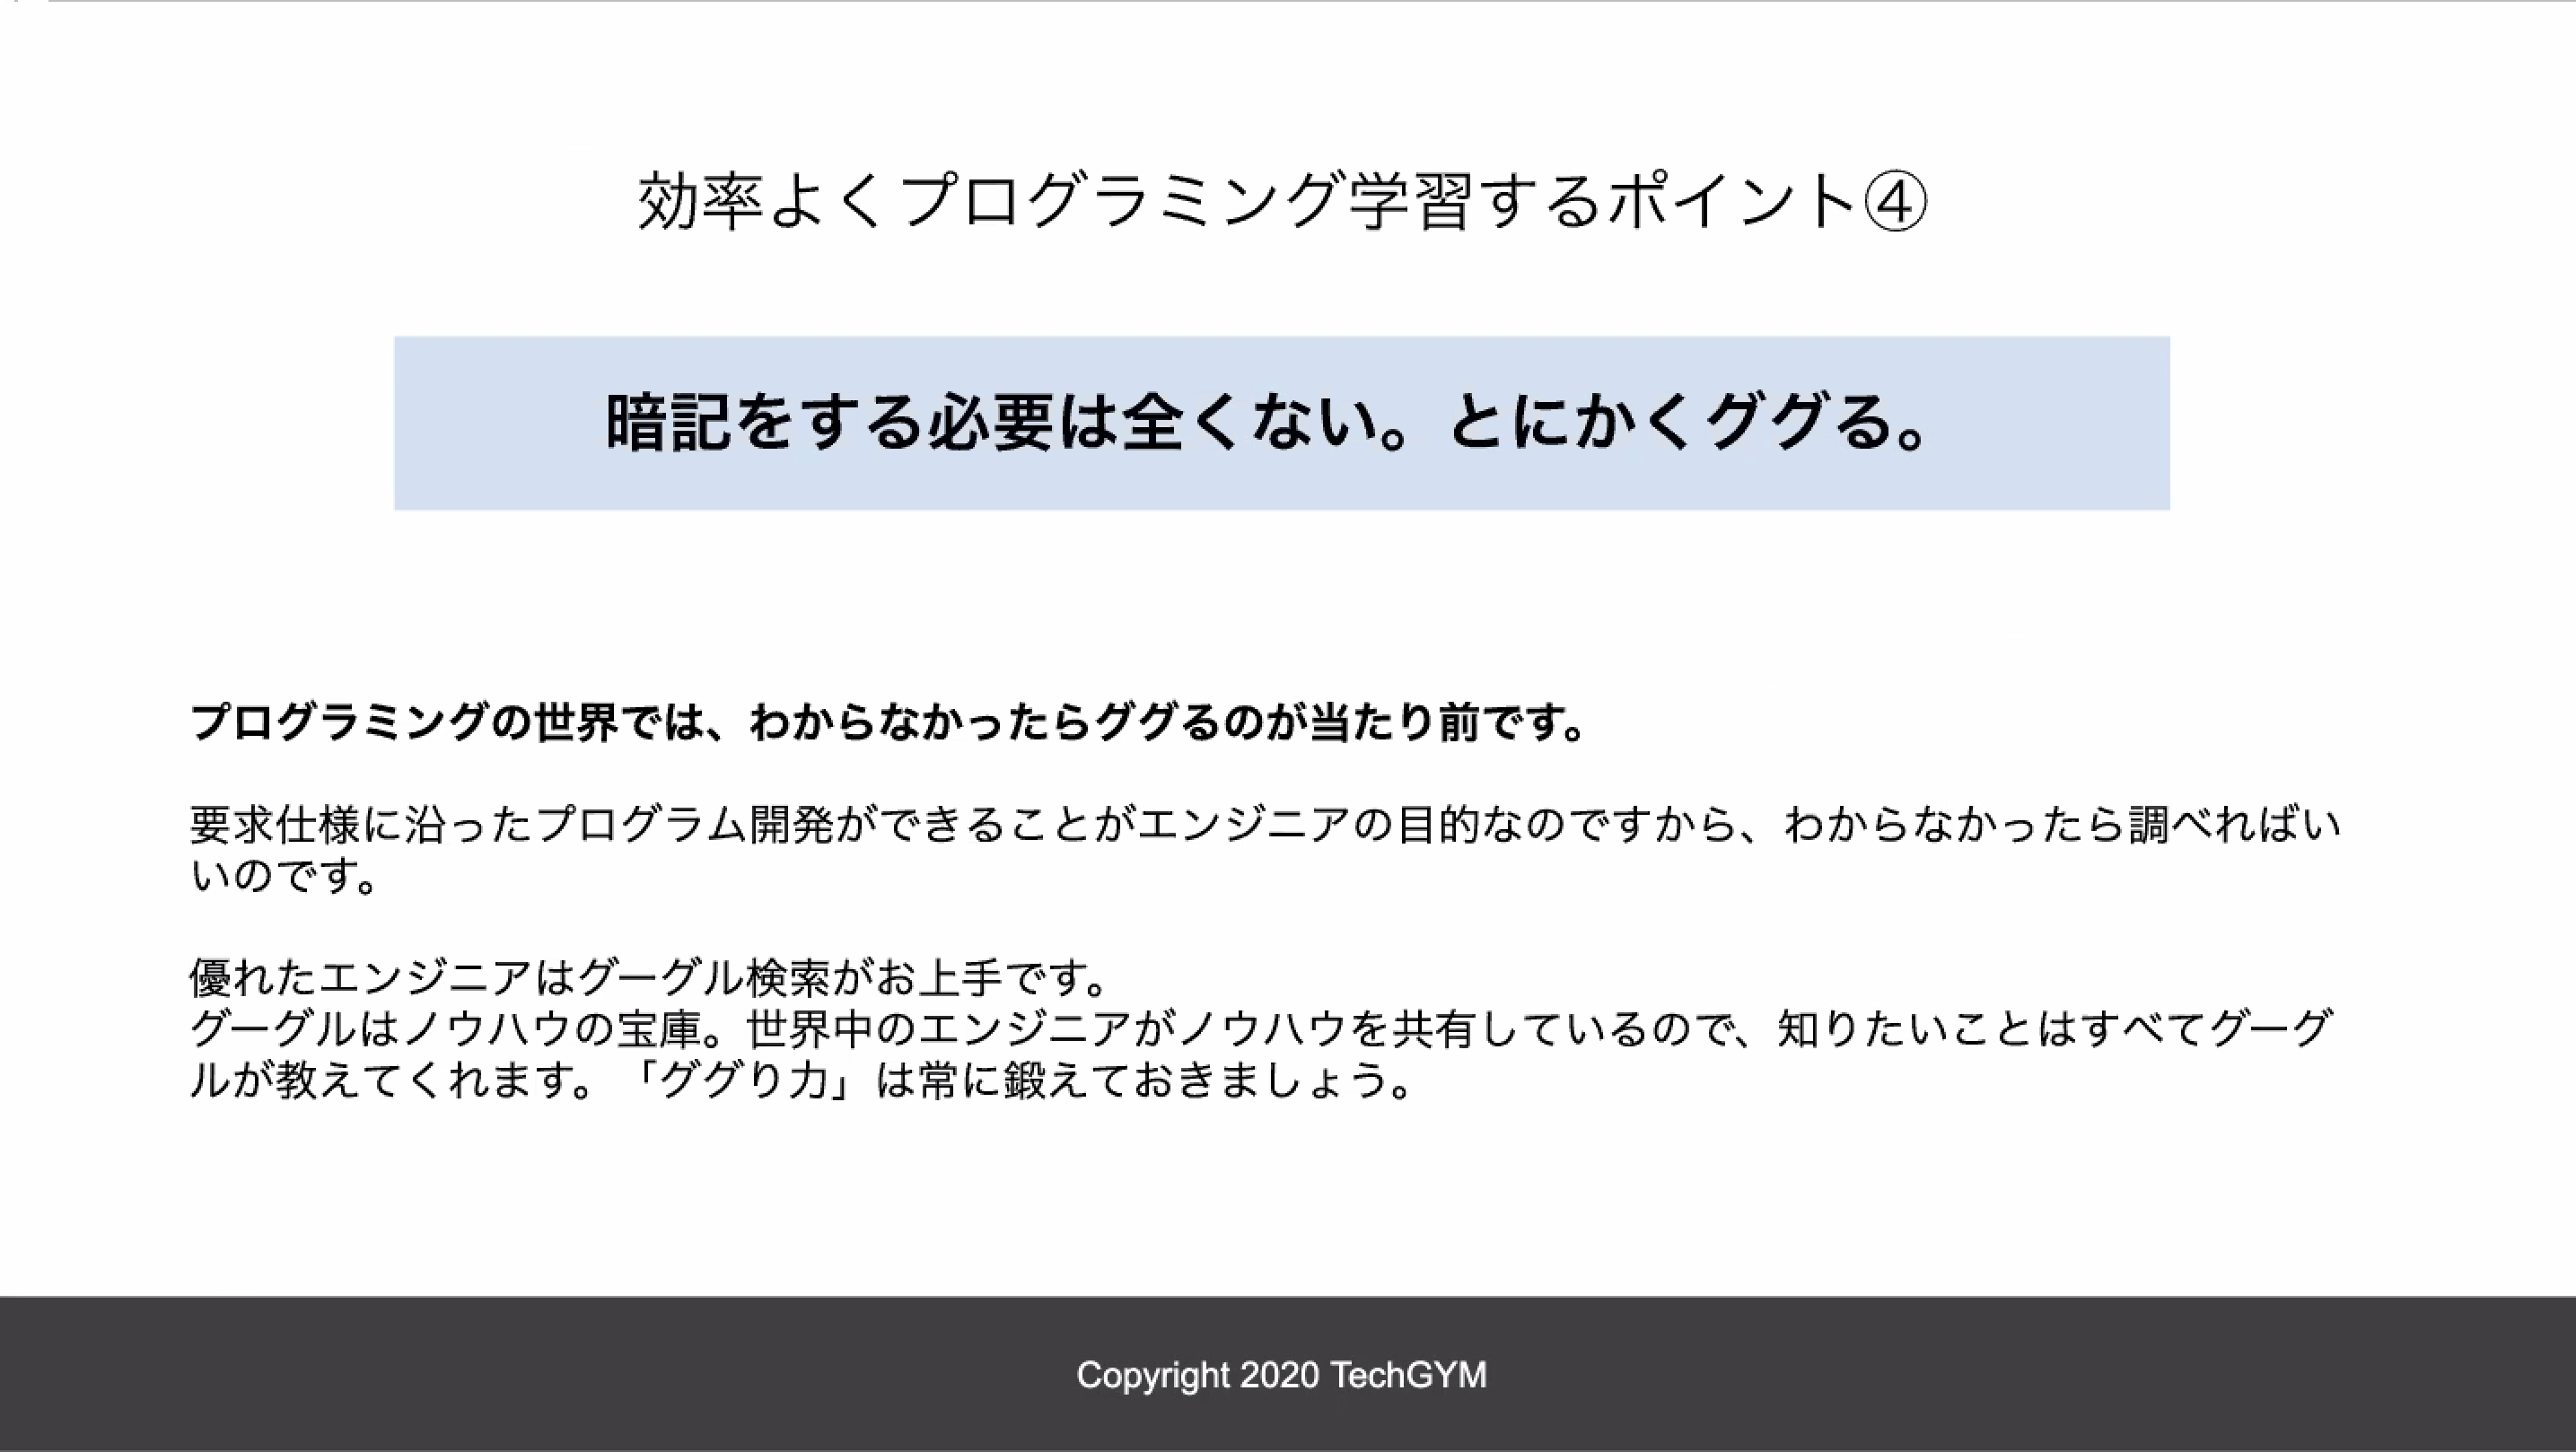 効率よくプログラミング学習するポイント④
暗記をする必要は全くない。とにかくググる。
プログラミングの世界では、わからなかったらググるのが当たり前です。
要求仕様に沿ったプログラム開発ができることがエンジニアの目的なのですから、わからなかったら調べればい
いのです。
優れたエンジニアはグーグル検索がお上手です。
グーグルはノウハウの宝庫。世界中のエンジニアがノウハウを共有しているので、知りたいことはすべてグーグ
ルが教えてくれます。「ググり力」は常に鍛えておきましょう。
Copyright 2020 TechGYM